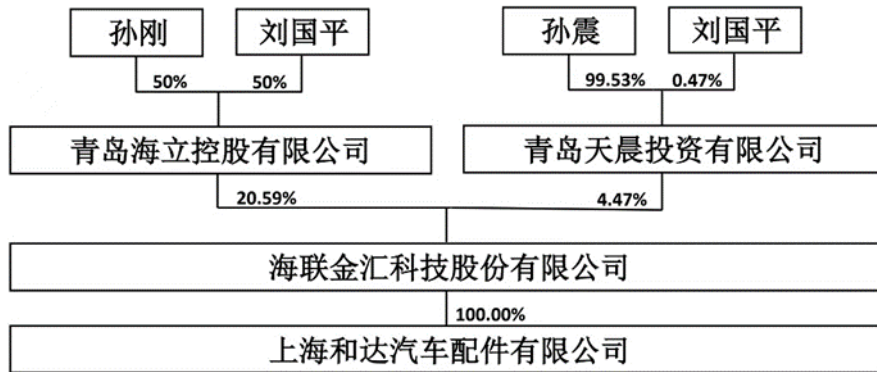 孙刚
刘国平
孙震
刘国平
50%
50%
99.53%
0.47%
青岛海立控股有限公司
青岛天晨投资有限公司
20.59%
4.47%
海联金汇科技股份有限公司
100.00%
上海和达汽车配件有限公司